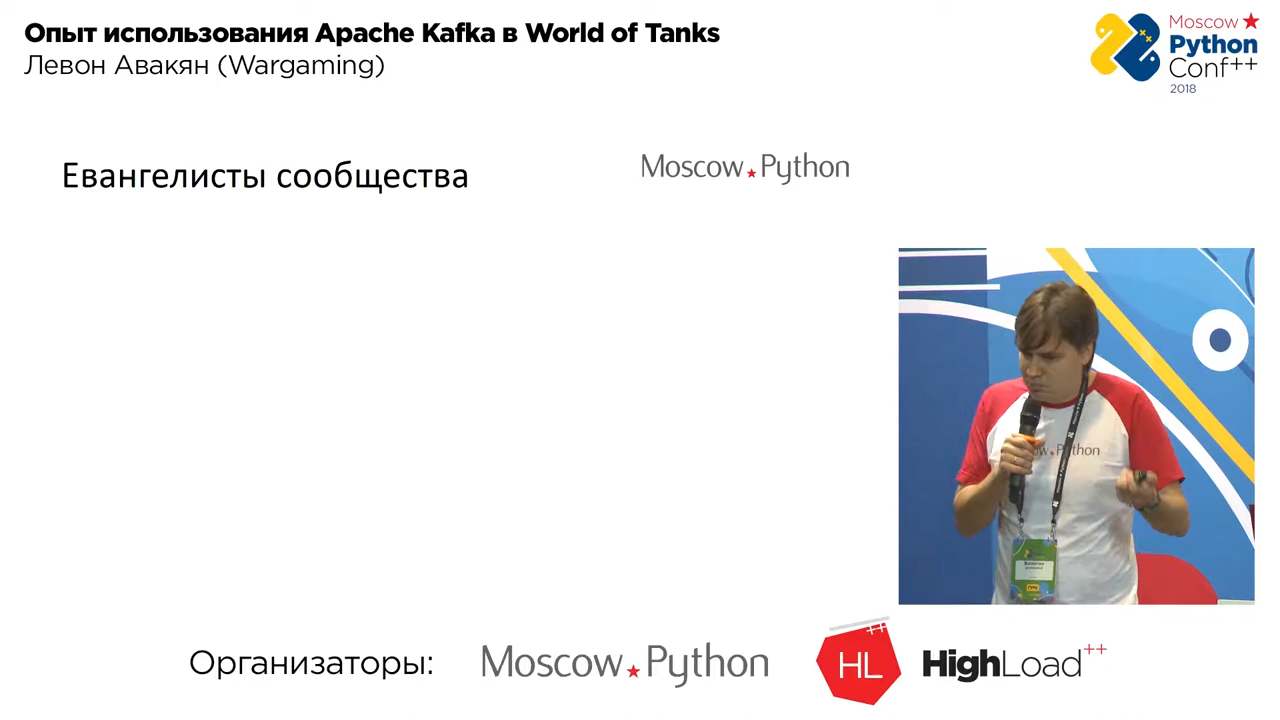 Опыт использования Apache Kafka в World of Tanks
Левон Авакян (Wargaming)
Moscow
Python
Conf++
2018
Евангелисты сообщества
Moscow Python
Python
Организаторы:
Moscow Python
++
HL
HighLoad++